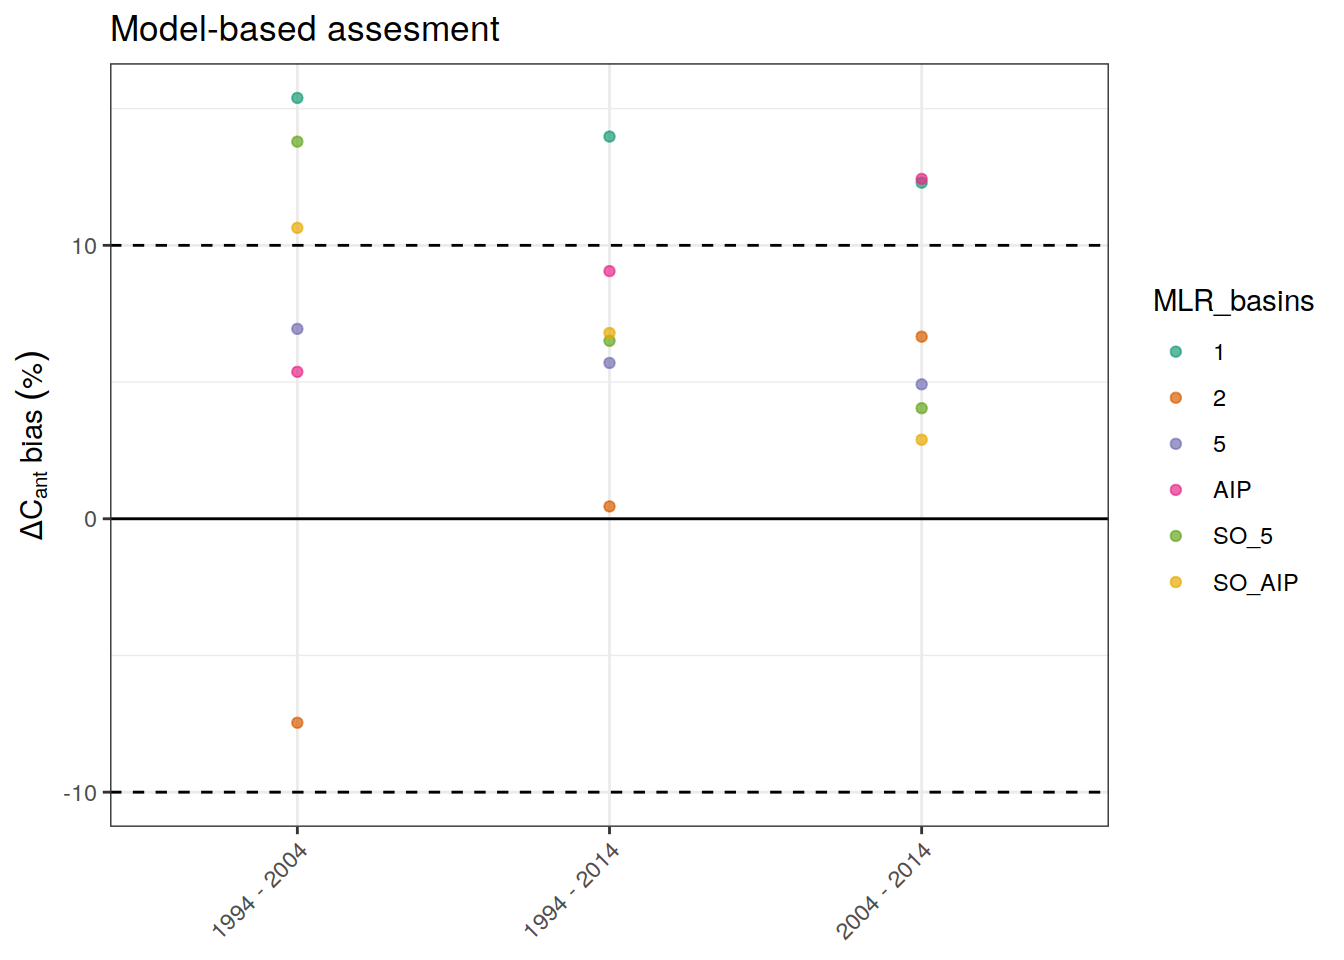 Model-based assesment
ΔCant bias (%)
10
0
-10
1994 - 2004
1994 - 2014
2004 - 2014
MLR_basins
1
2
5
AIP
SO_5
SO_AIP